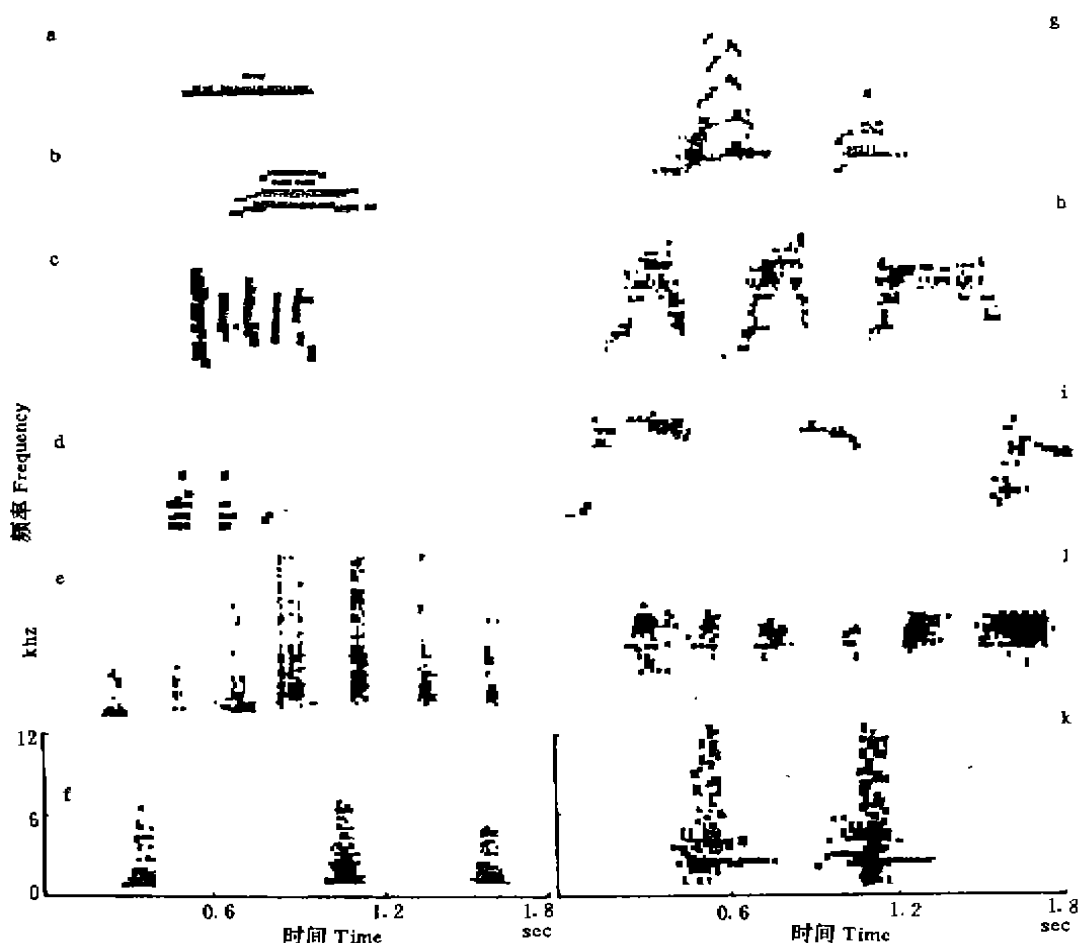 a
g
b
h
c
i
d
频率 Frequency
e
j
khz
k
12
f
6
0
0.6
1.2
1.8
0.6
1.2
1.8
时间 Time
sec
时间 Time
sec